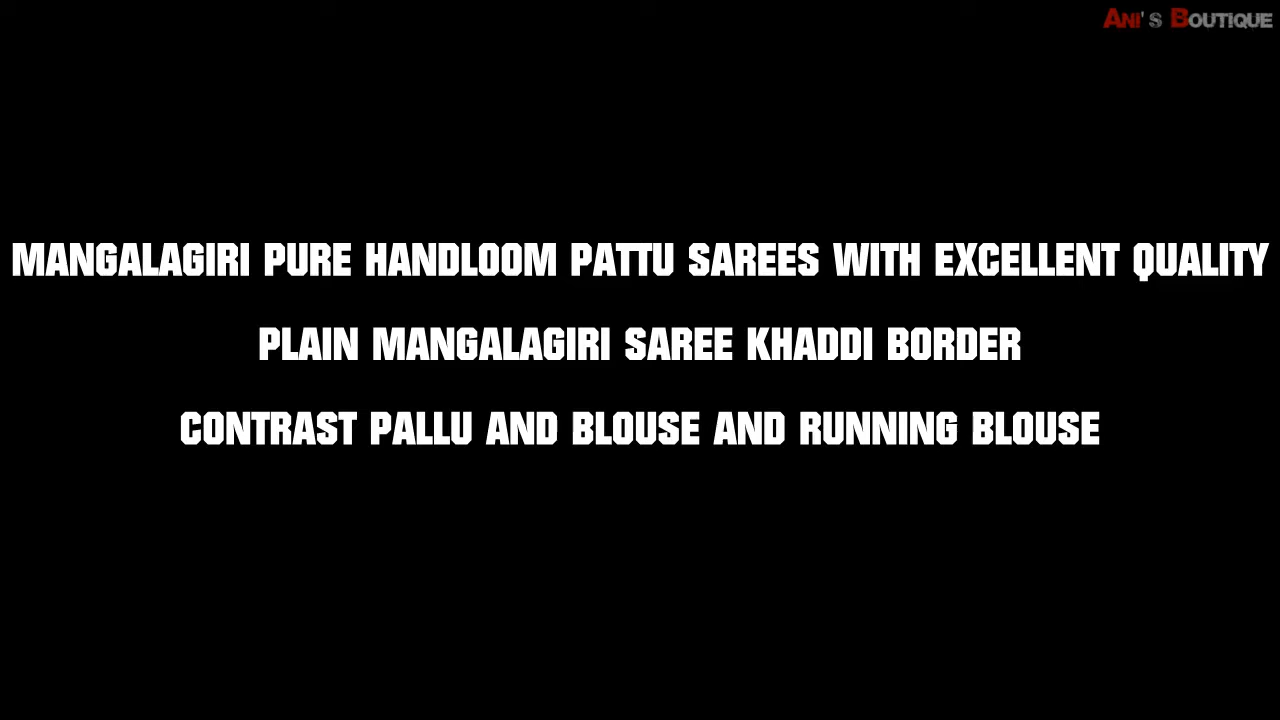 Ani's Boutique
MANGALAGIRI PURE HANDLOOM PATTU SAREES WITH EXCELLENT QUALITY
PLAIN MANGALAGIRI SAREE KHADDI BORDER
CONTRAST PALLU AND BLOUSE AND RUNNING BLOUSE